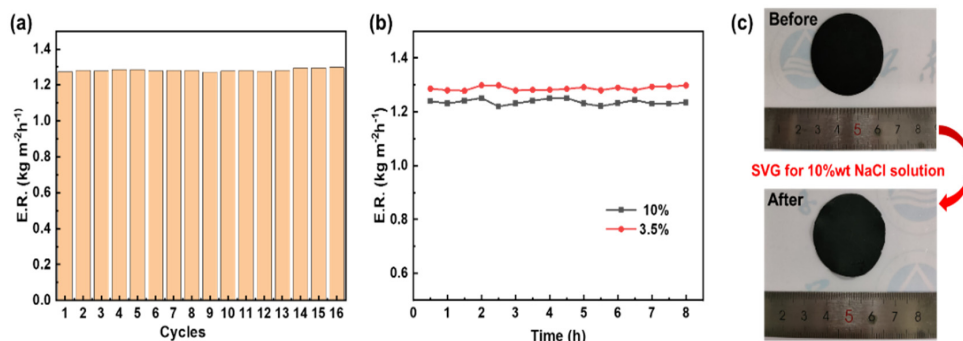 (a)
E.R. (kg m⁻²h⁻¹)
1.4
1.2
1.0
0.8
0.6
0.4
0.2
0.0
1 2 3 4 5 6 7 8 9 10 11 12 13 14 15 16
Cycles
(b)
E.R. (kg m⁻²h⁻¹)
1.4
1.2
1.0
0.8
0.6
10%
3.5%
0 1 2 3 4 5 6 7 8
Time (h)
(c)
Before
1 2 3 4 5 6 7 8
SVG for 10%wt NaCl solution
After
2 3 4 5 6 7 8